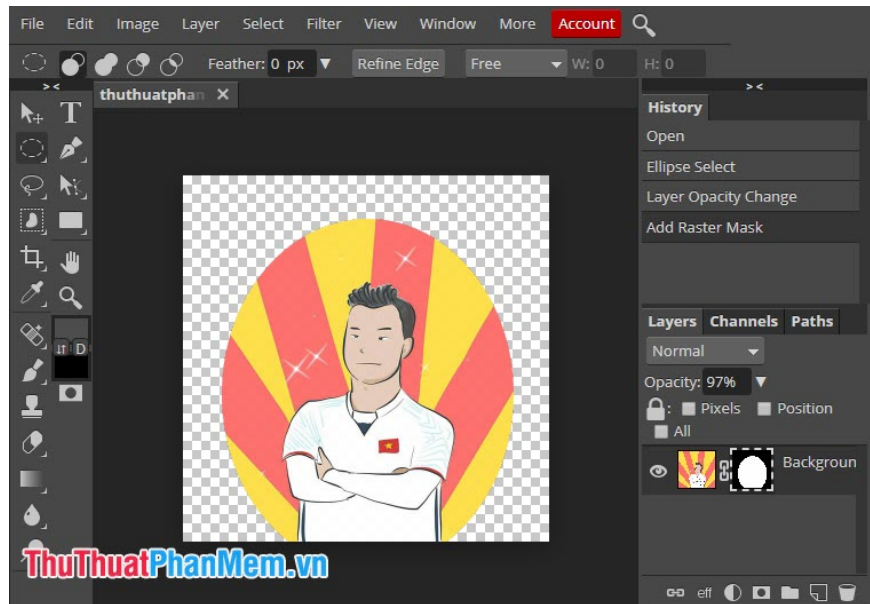 File Edit Image Layer Select Filter View Window More Account
Feather: 0 px Refine Edge Free W: 0 H: 0
> <
> <
thuthuatphan X
History
Open
Ellipse Select
Layer Opacity Change
Add Raster Mask
D
Layers Channels Paths
Normal
Opacity: 97%
: Pixels Position
All
Backgroun
ThuThuatPhanMem.vn
eff